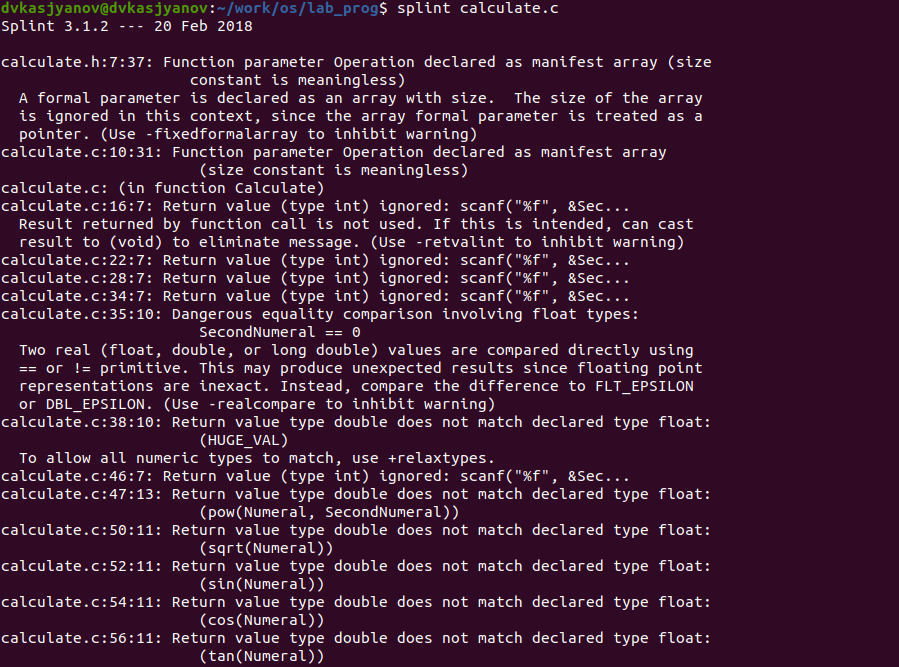 dvkasjyanov@dvkasjyanov:~/work/os/lab_prog$ splint calculate.c
Splint 3.1.2 --- 20 Feb 2018

calculate.h:7:37: Function parameter Operation declared as manifest array (size
                     constant is meaningless)
  A formal parameter is declared as an array with size.  The size of the array
  is ignored in this context, since the array formal parameter is treated as a
  pointer. (Use -fixedformalarray to inhibit warning)
calculate.c:10:31: Function parameter Operation declared as manifest array
                      (size constant is meaningless)
calculate.c: (in function Calculate)
calculate.c:16:7: Return value (type int) ignored: scanf("%f", &Sec...
  Result returned by function call is not used. If this is intended, can cast
  result to (void) to eliminate message. (Use -retvalint to inhibit warning)
calculate.c:22:7: Return value (type int) ignored: scanf("%f", &Sec...
calculate.c:28:7: Return value (type int) ignored: scanf("%f", &Sec...
calculate.c:34:7: Return value (type int) ignored: scanf("%f", &Sec...
calculate.c:35:10: Dangerous equality comparison involving float types:
                      SecondNumeral == 0
  Two real (float, double, or long double) values are compared directly using
  == or != primitive. This may produce unexpected results since floating point
  representations are inexact. Instead, compare the difference to FLT_EPSILON
  or DBL_EPSILON. (Use -realcompare to inhibit warning)
calculate.c:38:10: Return value type double does not match declared type float:
                      (HUGE_VAL)
  To allow all numeric types to match, use +relaxtypes.
calculate.c:46:7: Return value (type int) ignored: scanf("%f", &Sec...
calculate.c:47:13: Return value type double does not match declared type float:
                      (pow(Numeral, SecondNumeral))
calculate.c:50:11: Return value type double does not match declared type float:
                      (sqrt(Numeral))
calculate.c:52:11: Return value type double does not match declared type float:
                      (sin(Numeral))
calculate.c:54:11: Return value type double does not match declared type float:
                      (cos(Numeral))
calculate.c:56:11: Return value type double does not match declared type float:
                      (tan(Numeral))